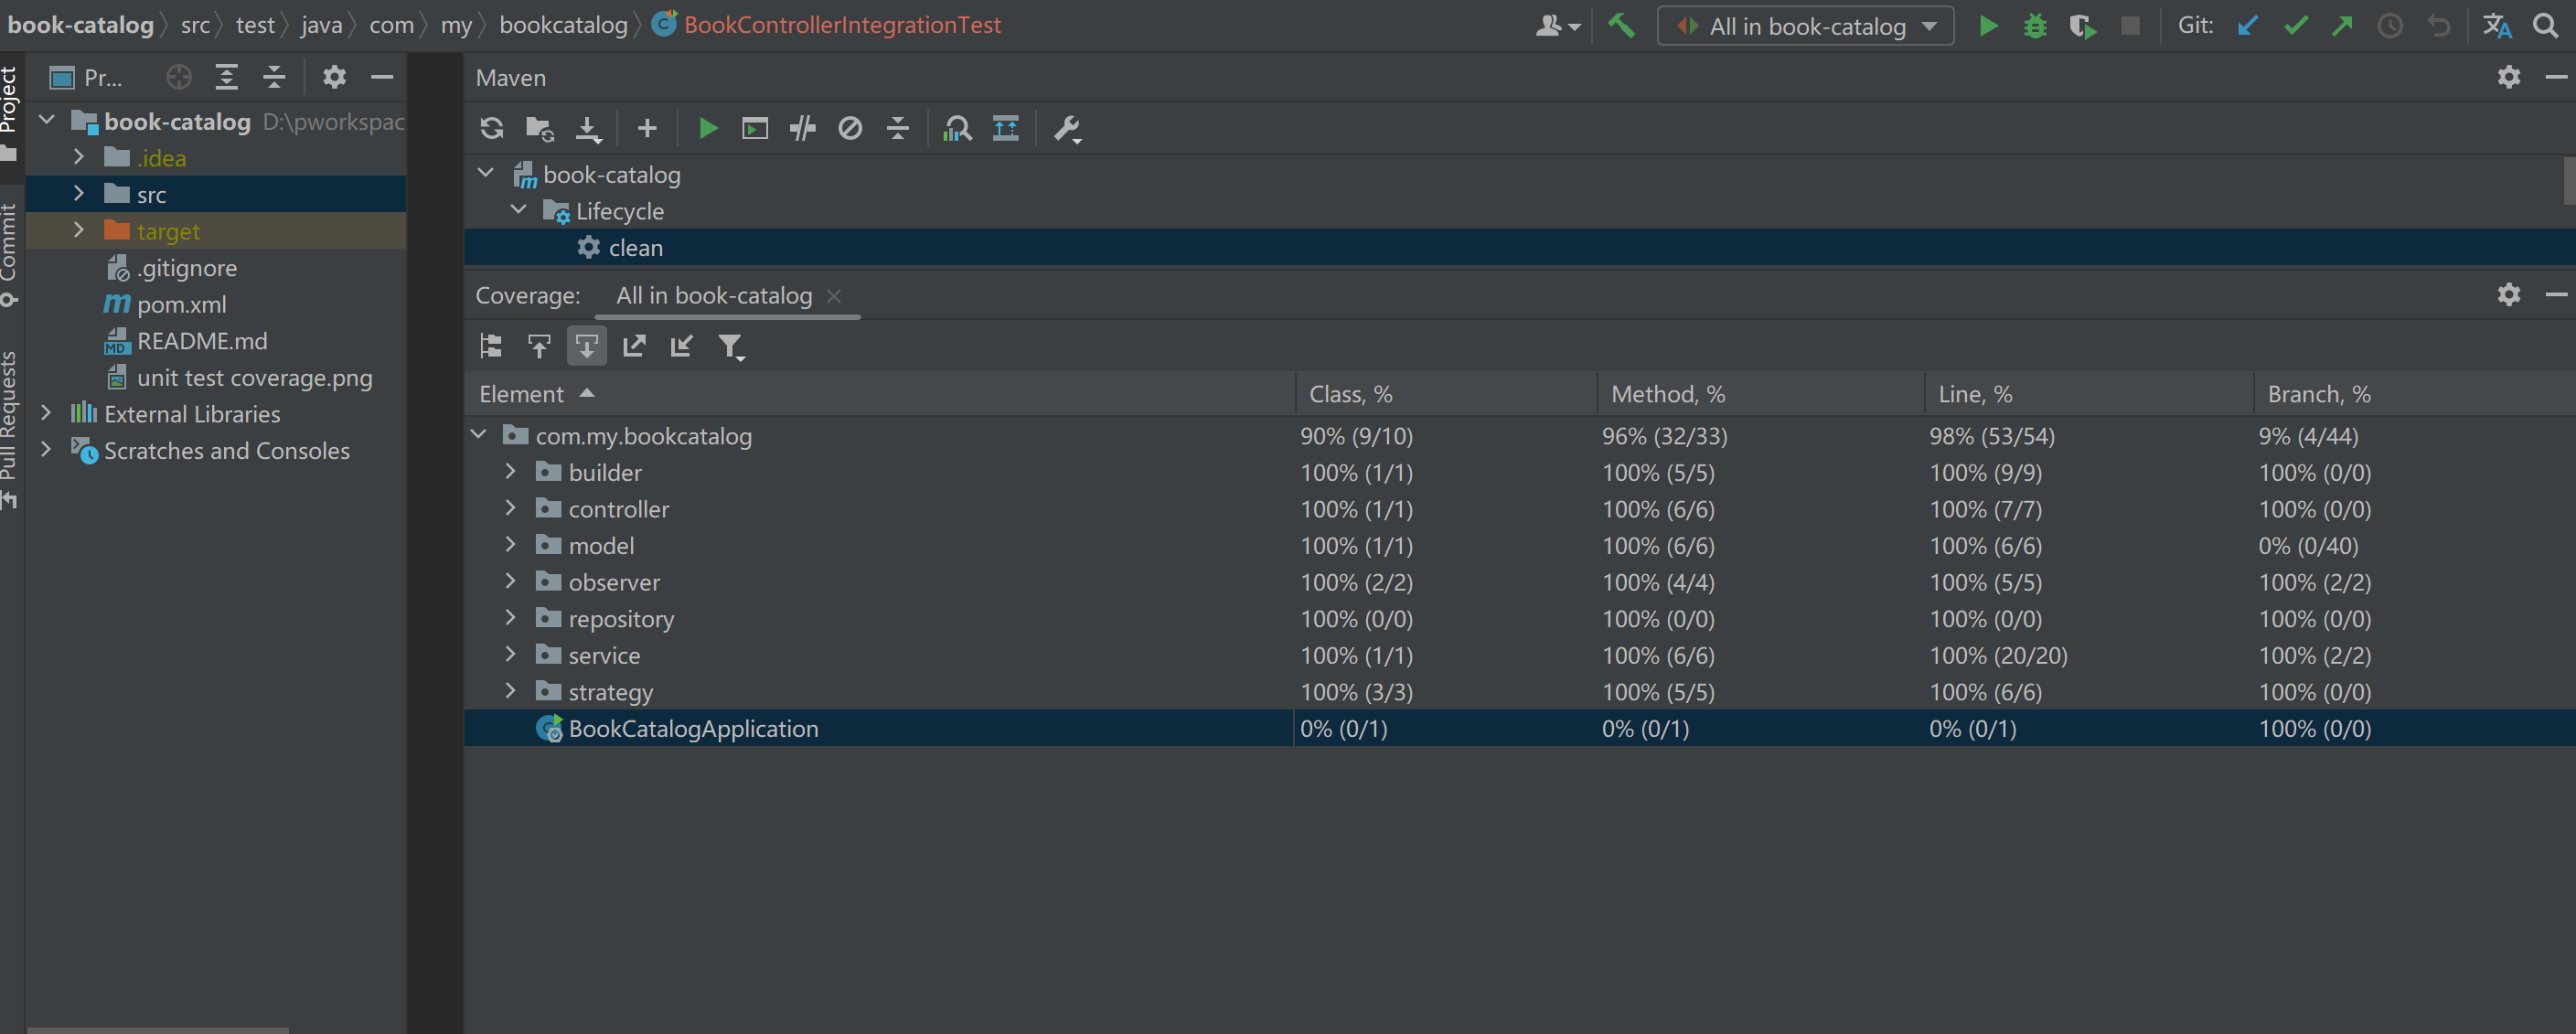 book-catalog src test java com my bookcatalog BookControllerIntegrationTest
All in book-catalog
Git:
Project
Commit
Pull Requests
Pr...
book-catalog D:\pworkspac
.idea
src
target
.gitignore
pom.xml
README.md
unit test coverage.png
External Libraries
Scratches and Consoles
Maven
book-catalog
Lifecycle
clean
Coverage: All in book-catalog
Element Class, % Method, % Line, % Branch, %
com.my.bookcatalog 90% (9/10) 96% (32/33) 98% (53/54) 9% (4/44)
builder 100% (1/1) 100% (5/5) 100% (9/9) 100% (0/0)
controller 100% (1/1) 100% (6/6) 100% (7/7) 100% (0/0)
model 100% (1/1) 100% (6/6) 100% (6/6) 0% (0/40)
observer 100% (2/2) 100% (4/4) 100% (5/5) 100% (2/2)
repository 100% (0/0) 100% (0/0) 100% (0/0) 100% (0/0)
service 100% (1/1) 100% (6/6) 100% (20/20) 100% (2/2)
strategy 100% (3/3) 100% (5/5) 100% (6/6) 100% (0/0)
BookCatalogApplication 0% (0/1) 0% (0/1) 0% (0/1) 100% (0/0)